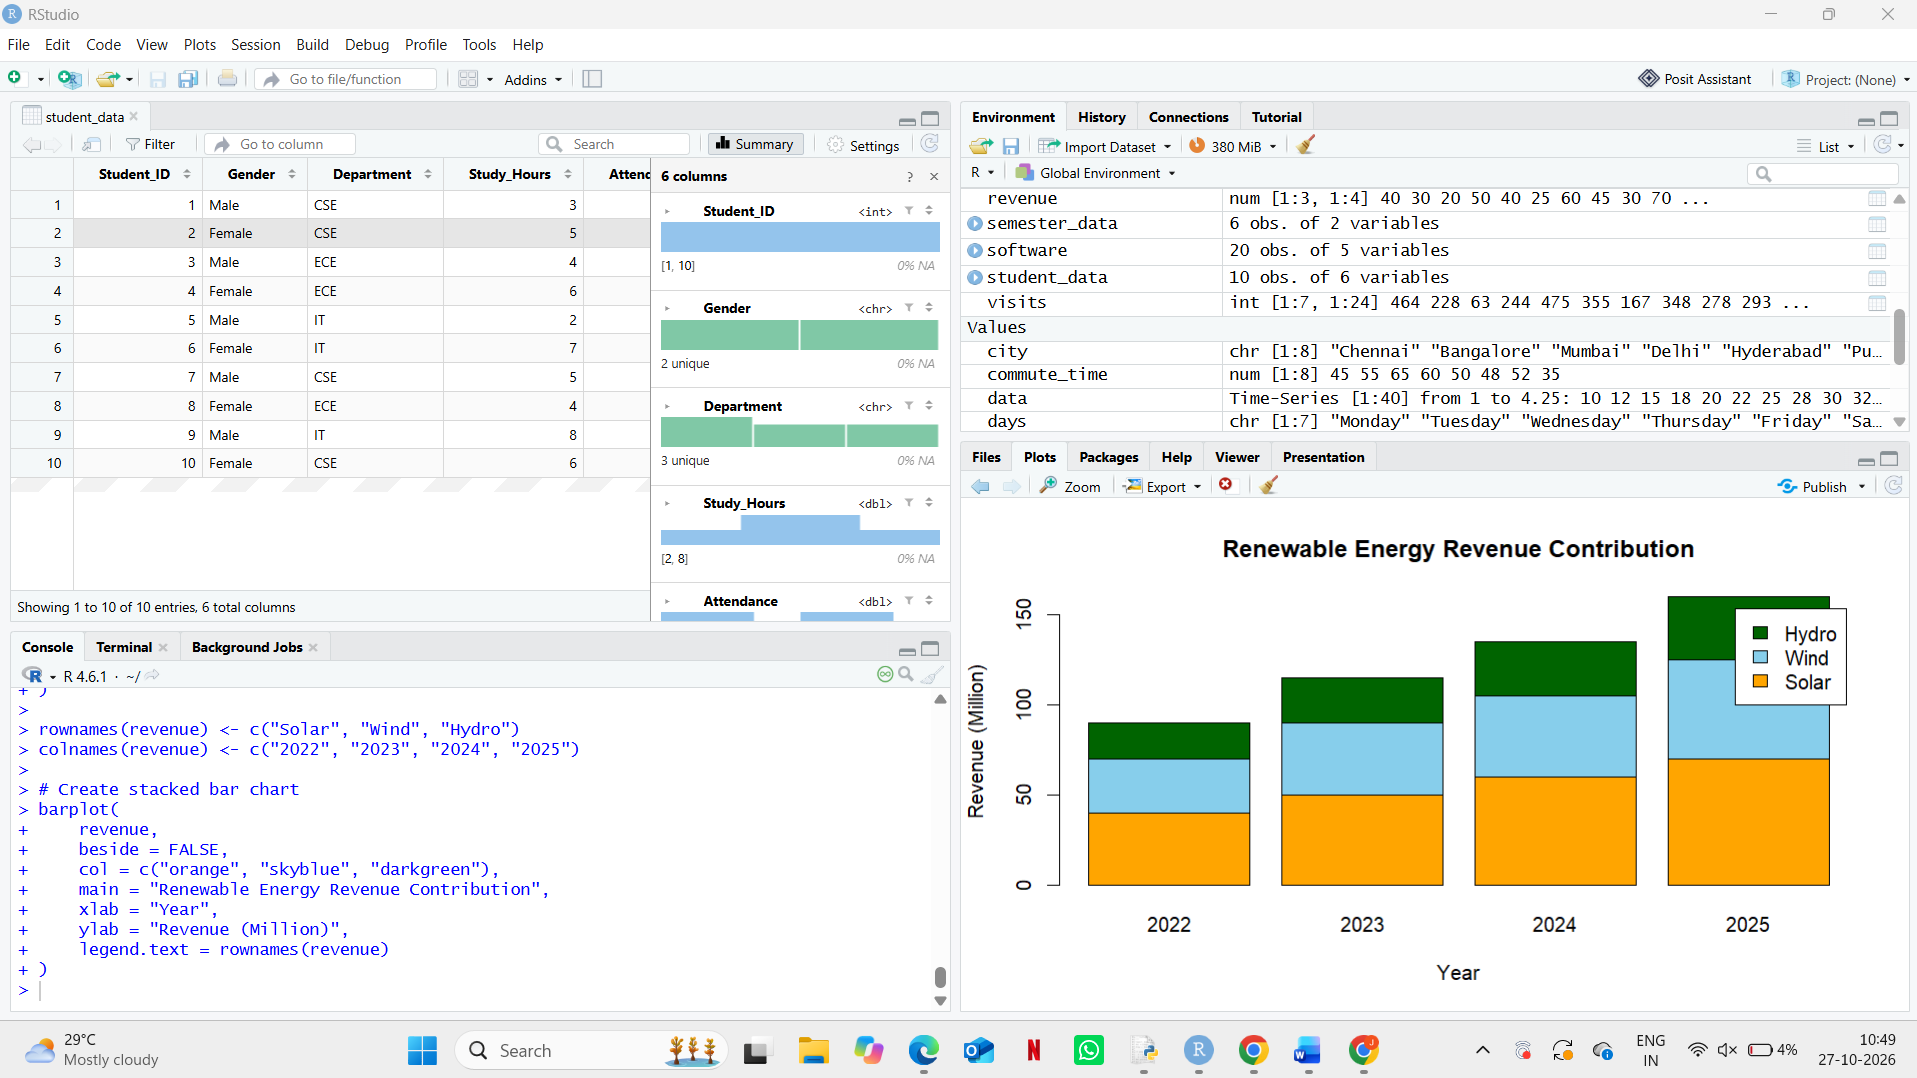 RStudio
File Edit Code View Plots Session Build Debug Profile Tools Help
Go to file/function Addins Posit Assistant Project: (None)
student_data
Filter Go to column Search Summary Settings
Student_ID Gender Department Study_Hours Attend
1 1 Male CSE 3
2 2 Female CSE 5
3 3 Male ECE 4
4 4 Female ECE 6
5 5 Male IT 2
6 6 Female IT 7
7 7 Male CSE 5
8 8 Female ECE 4
9 9 Male IT 8
10 10 Female CSE 6
Showing 1 to 10 of 10 entries, 6 total columns
6 columns ?
Student_ID <int>
[1, 10] 0% NA
Gender <chr>
2 unique 0% NA
Department <chr>
3 unique 0% NA
Study_Hours <dbl>
[2, 8] 0% NA
Attendance <dbl>
Console Terminal Background Jobs
R 4.6.1 · ~/
+ )
>
> rownames(revenue) <- c("Solar", "Wind", "Hydro")
> colnames(revenue) <- c("2022", "2023", "2024", "2025")
>
> # Create stacked bar chart
> barplot(
+ revenue,
+ beside = FALSE,
+ col = c("orange", "skyblue", "darkgreen"),
+ main = "Renewable Energy Revenue Contribution",
+ xlab = "Year",
+ ylab = "Revenue (Million)",
+ legend.text = rownames(revenue)
+ )
>
Environment History Connections Tutorial
Import Dataset 380 MiB List
R Global Environment
revenue num [1:3, 1:4] 40 30 20 50 40 25 60 45 30 70 ...
semester_data 6 obs. of 2 variables
software 20 obs. of 5 variables
student_data 10 obs. of 6 variables
visits int [1:7, 1:24] 464 228 63 244 475 355 167 348 278 293 ...
Values
city chr [1:8] "Chennai" "Bangalore" "Mumbai" "Delhi" "Hyderabad" "Pu…
commute_time num [1:8] 45 55 65 60 50 48 52 35
data Time-Series [1:40] from 1 to 4.25: 10 12 15 18 20 22 25 28 30 32…
days chr [1:7] "Monday" "Tuesday" "Wednesday" "Thursday" "Friday" "Sa…
Files Plots Packages Help Viewer Presentation
Zoom Export Publish
Renewable Energy Revenue Contribution
Revenue (Million)
150
100
50
0
Hydro
Wind
Solar
2022 2023 2024 2025
Year
29°C
Mostly cloudy
Search
ENG
IN
4%
10:49
27-10-2026